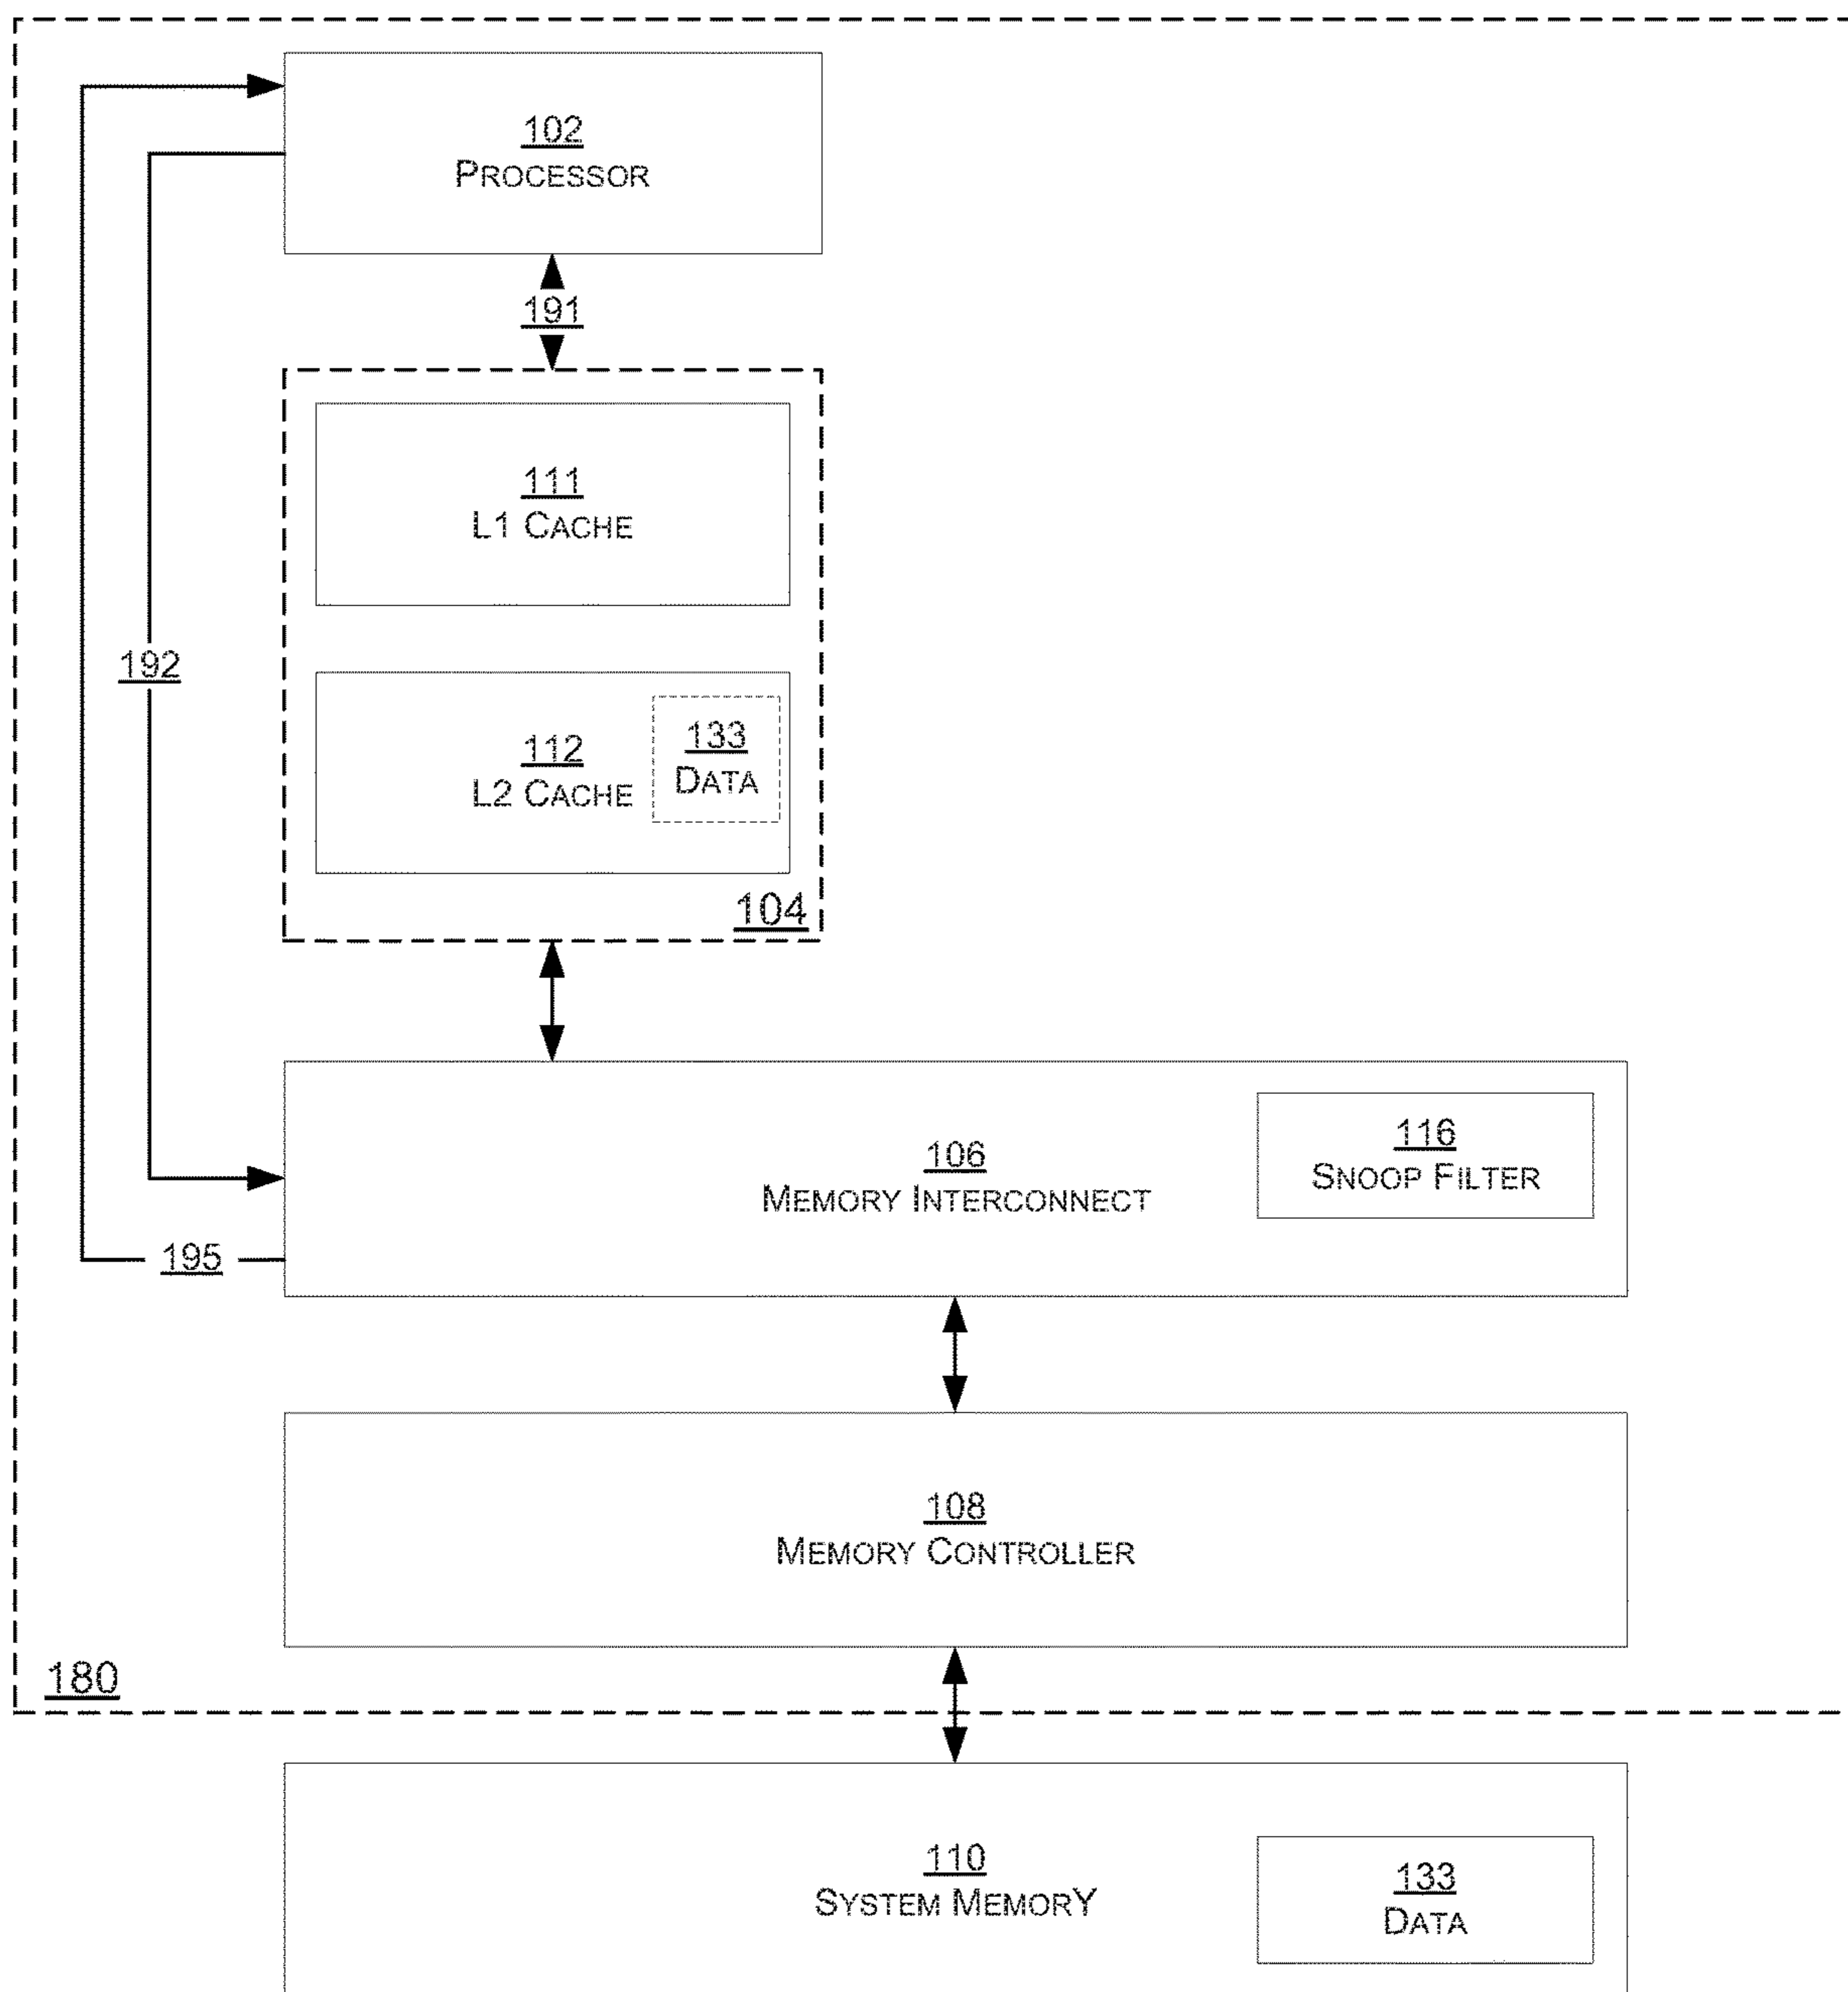 102
PROCESSOR
191
111
L1 CACHE
192
112
L2 CACHE
133
DATA
104
106
MEMORY INTERCONNECT
116
SNOOP FILTER
195
108
MEMORY CONTROLLER
180
110
SYSTEM MEMORY
133
DATA